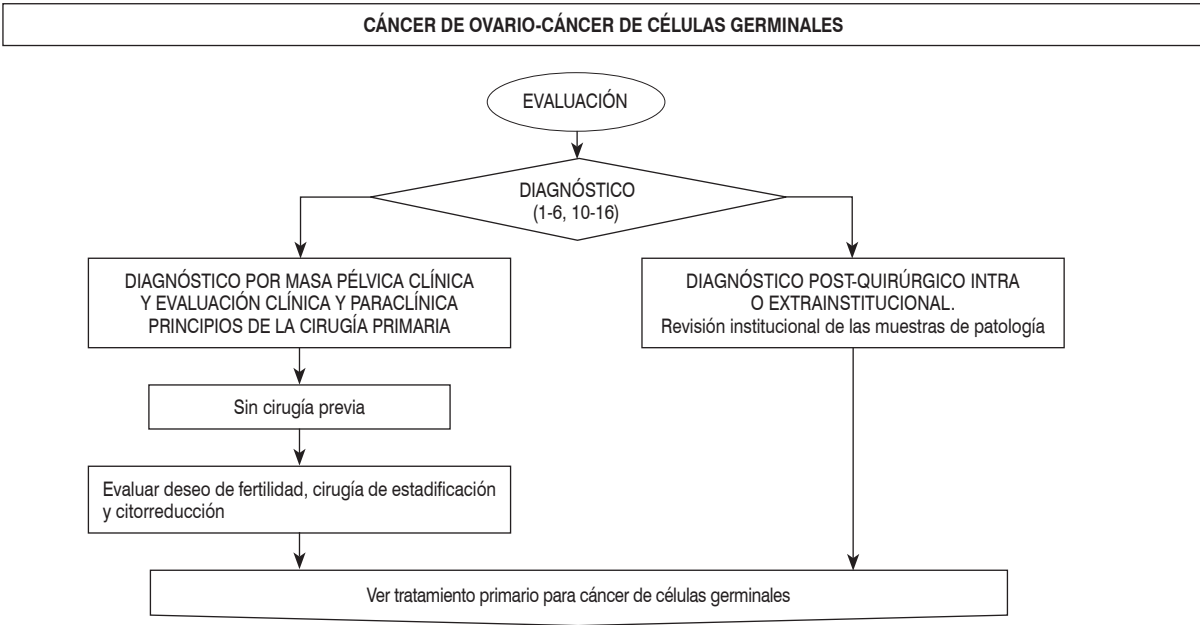 CÁNCER DE OVARIO-CÁNCER DE CÉLULAS GERMINALES
EVALUACIÓN
DIAGNÓSTICO
(1-6, 10-16)
DIAGNÓSTICO POR MASA PÉLVICA CLÍNICA
Y EVALUACIÓN CLÍNICA Y PARACLÍNICA
PRINCIPIOS DE LA CIRUGÍA PRIMARIA
DIAGNÓSTICO POST-QUIRÚRGICO INTRA
O EXTRAINSTITUCIONAL.
Revisión institucional de las muestras de patología
Sin cirugía previa
Evaluar deseo de fertilidad, cirugía de estadificación
y citorreducción
Ver tratamiento primario para cáncer de células germinales